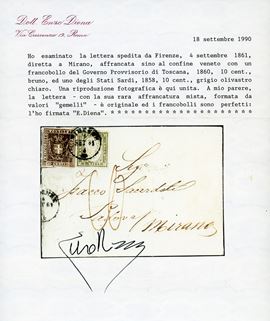 Dott. Enzo Diena
Via Crescenzio 19, Roma
18 settembre 1990
Ho esaminato la lettera spedita da Firenze, 4 settembre 1861,
diretta a Mirano, affrancata sino al confine veneto con un
francobollo del Governo Provvisorio di Toscana, 1860, 10 cent.,
bruno, ed uno degli Stati Sardi, 1858, 10 cent., grigio olivastro
chiaro. Una riproduzione fotografica è qui unita. A mio parere,
la lettera - con la sua rara affrancatura mista, formata da
valori "gemelli" - è originale ed i francobolli sono perfetti:
l'ho firmata "E.Diena". * * * * * * * * * * * * * * * * * * * *
Sig.
Mirano